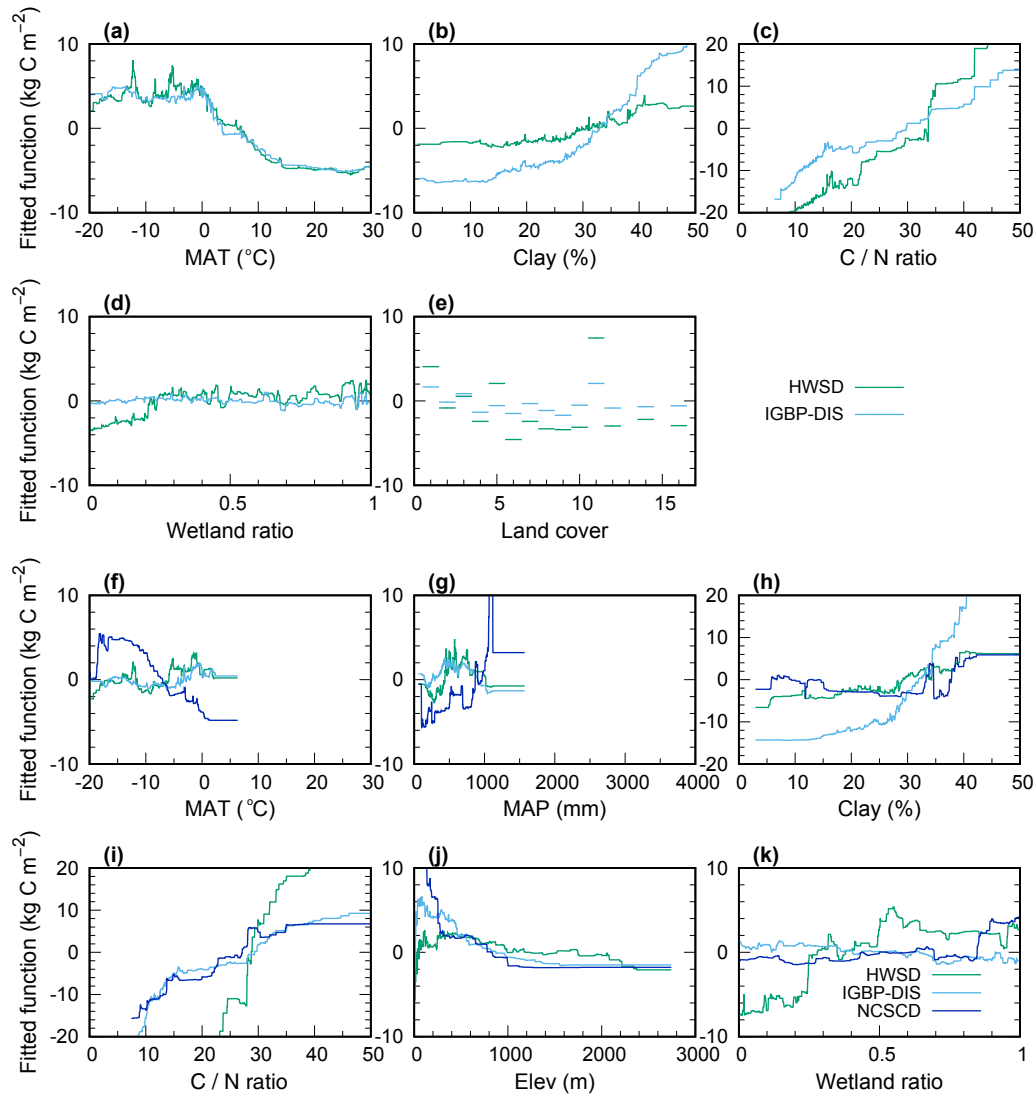 (a) (b) (c)
Fitted function (kg C m−2)
10 10 20
0 0 10
0
-10
-10 -10 -20
-20 -10 0 10 20 30 0 10 20 30 40 50 0 10 20 30 40 50
MAT (°C) Clay (%) C / N ratio
(d) (e)
Fitted function (kg C m−2)
10 10
0 0
-10 -10
0 0.5 1 0 5 10 15
Wetland ratio Land cover
HWSD
IGBP-DIS
(f) (g) (h)
Fitted function (kg C m−2)
10 10 20
10
0 0 0
-10
-10 -10 -20
-20 -10 0 10 20 30 0 1000 2000 3000 4000 0 10 20 30 40 50
MAT (°C) MAP (mm) Clay (%)
(i) (j) (k)
Fitted function (kg C m−2)
20 10 10
10
0 0 0
-10
-20 -10 -10
0 10 20 30 40 50 0 1000 2000 3000 0 0.5 1
C / N ratio Elev (m) Wetland ratio
HWSD
IGBP-DIS
NCSCD